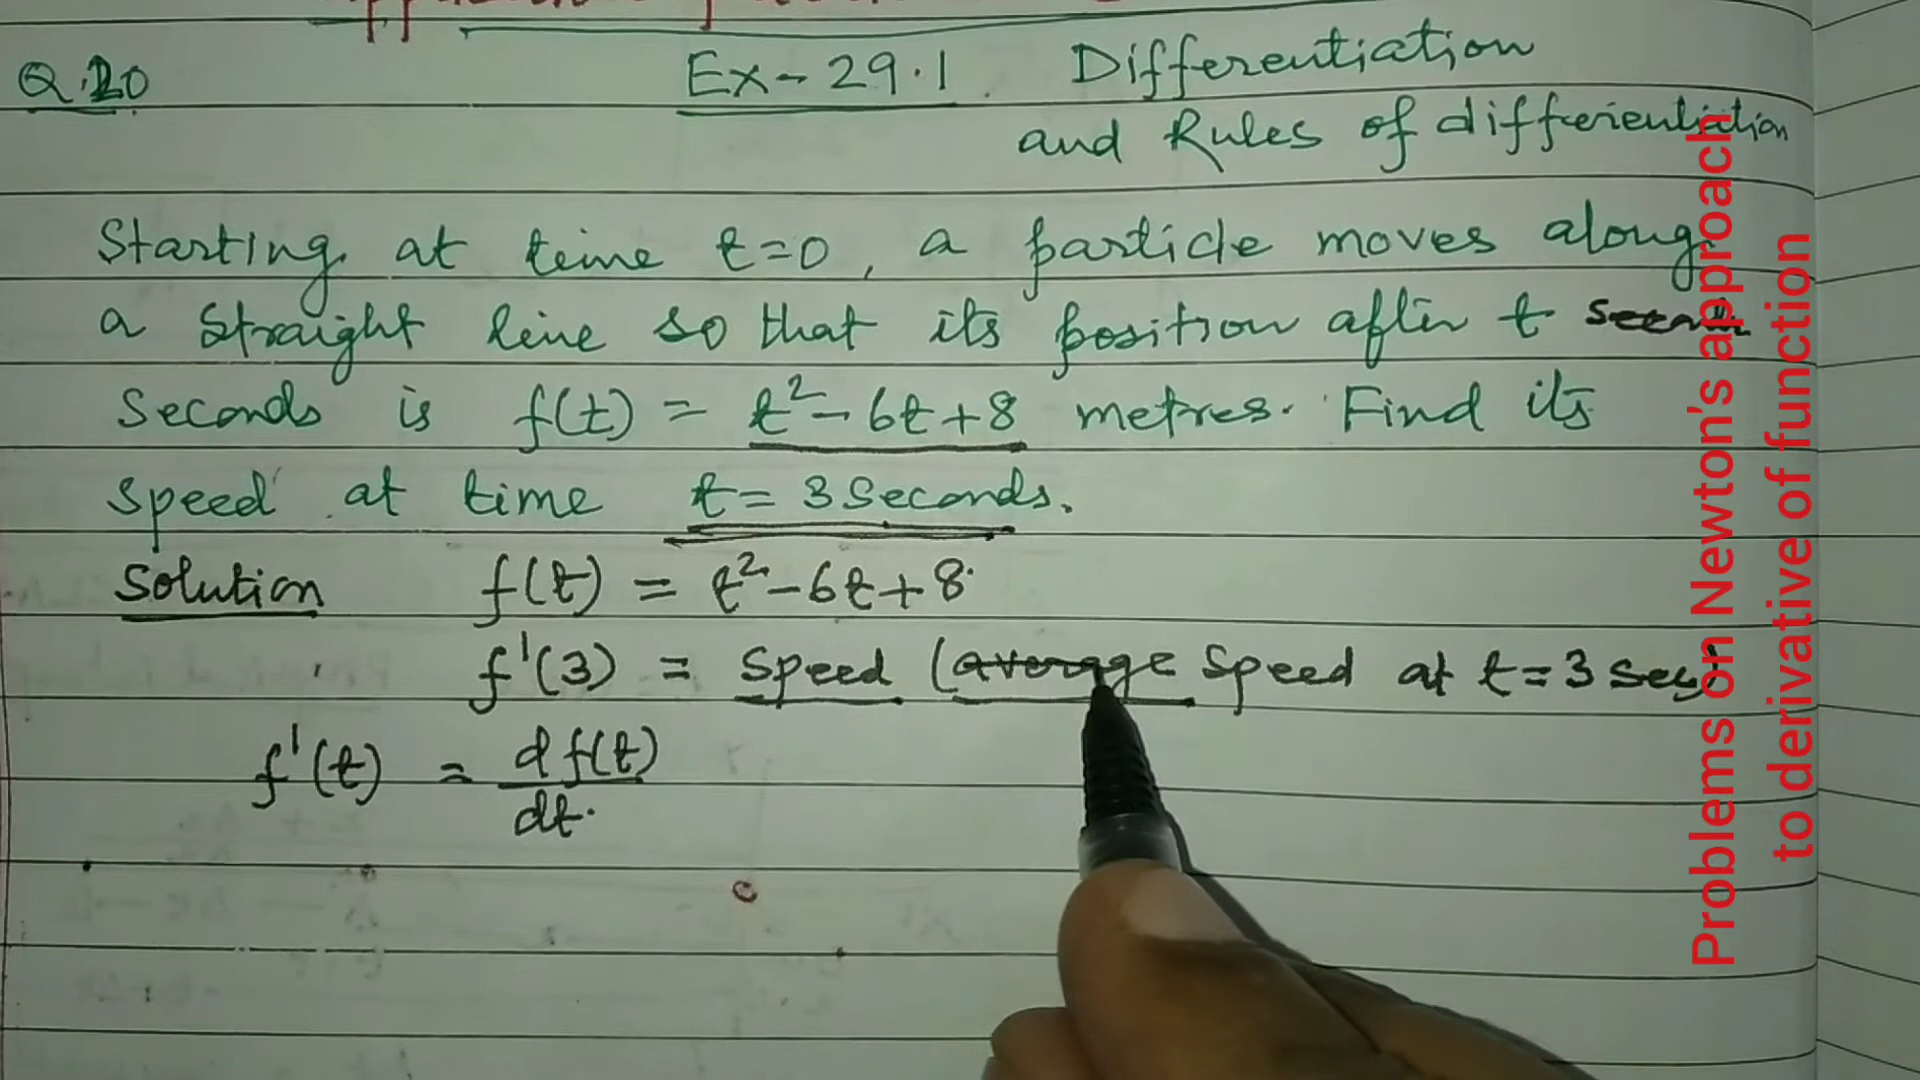 Q.20
Ex-29.1 Differentiation
and Rules of differentiation
Starting at time t=0, a particle moves along
a straight line so that its position after t
Seconds is f(t) = t²-6t+8 metres. Find its
speed at time t= 3 Seconds.
Solution f(t) = t²-6t+8.
f'(3) = Speed (average Speed at t=3 sec)
f'(t) = d f(t)
dt.
Problems on Newton's approach
to derivative of function